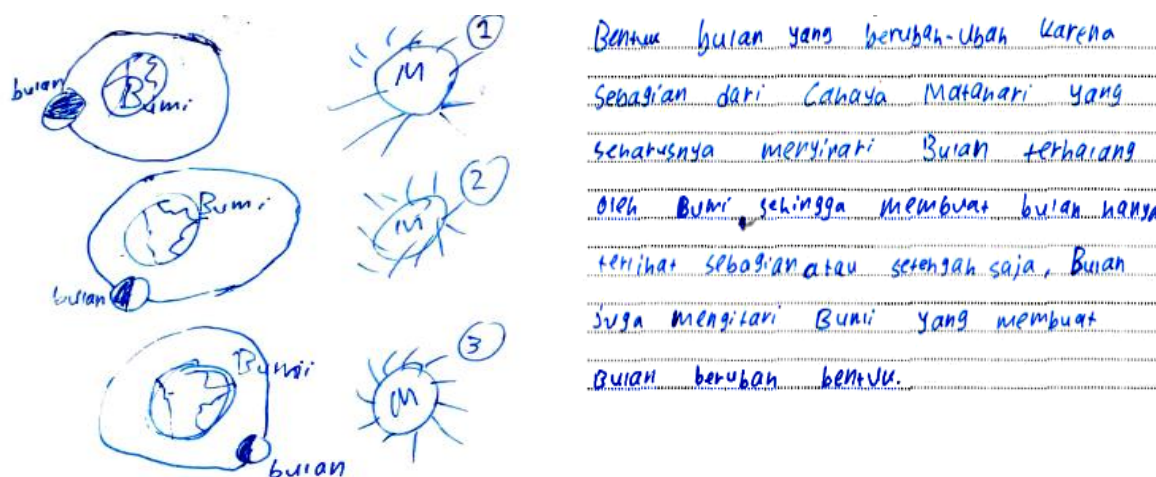 bulan
Bumi
M
1
Bumi
bulan
M
2
Bumi
bulan
M
3
Bentuk bulan yang berubah-ubah karena
sebagian dari Cahaya Matahari yang
seharusnya menyinari Bulan terhalang
oleh Bumi sehingga membuat bulan hanya
terlihat sebagian atau setengah saja. Bulan
juga mengitari Bumi yang membuat
Bulan berubah bentuk.